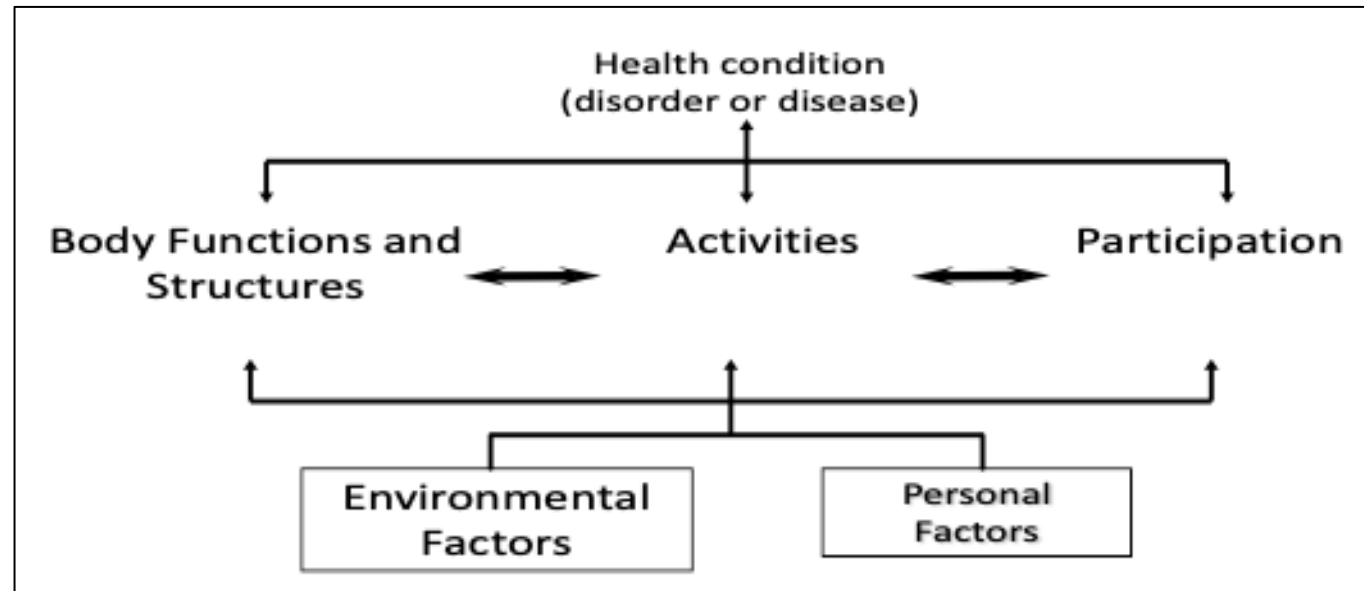 Health condition
(disorder or disease)
Body Functions and
Structures
Activities
Participation
Environmental
Factors
Personal
Factors